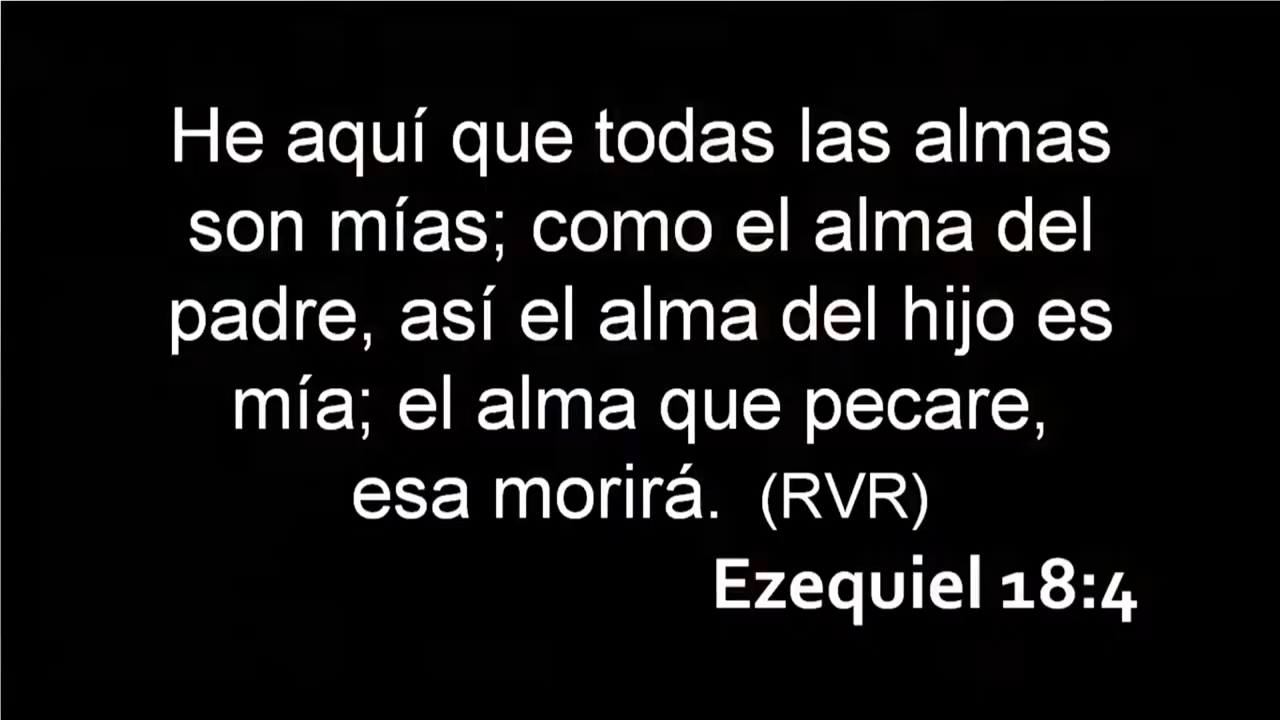 He aquí que todas las almas
son mías; como el alma del
padre, así el alma del hijo es
mía; el alma que pecare,
esa morirá. (RVR)
Ezequiel 18:4